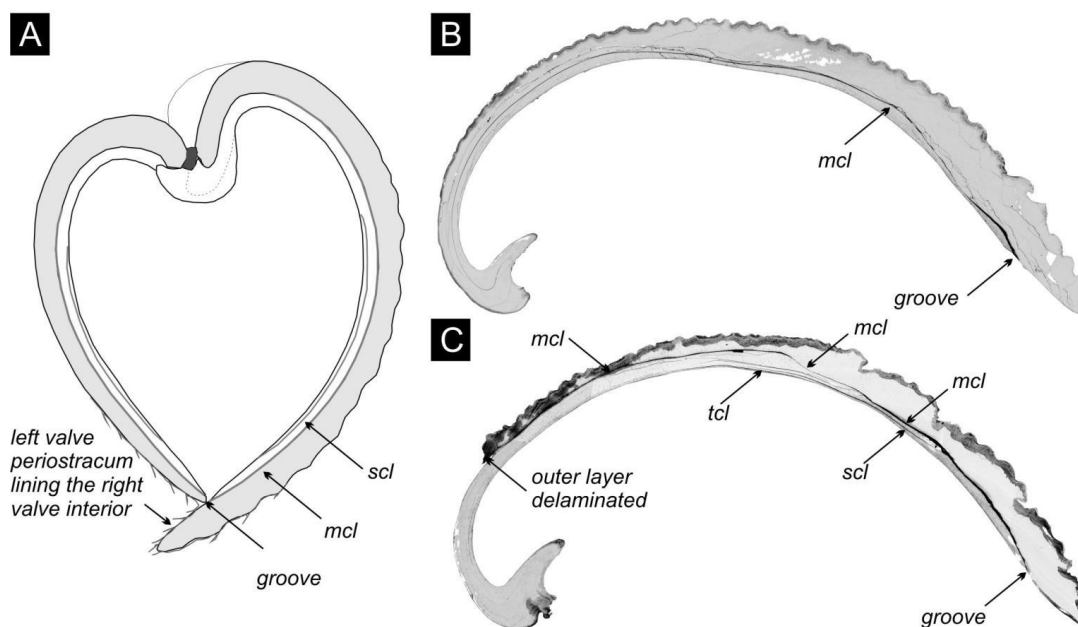 A
left valve
periostracum
lining the right
valve interior
scl
mcl
groove
B
mcl
groove
C
mcl
mcl
mcl
tcl
scl
outer layer
delaminated
groove